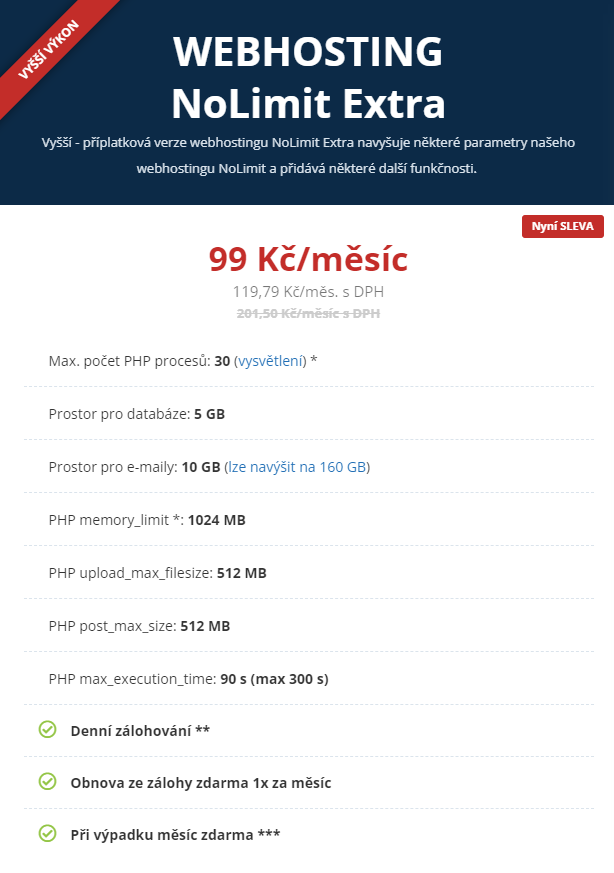 VYŠŠÍ VÝKON
WEBHOSTING
NoLimit Extra
Vyšší - příplatková verze webhostingu NoLimit Extra navyšuje některé parametry našeho
webhostingu NoLimit a přidává některé další funkčnosti.
Nyní SLEVA
99 Kč/měsíc
119,79 Kč/měs. s DPH
201,50 Kč/měsíc s DPH
Max. počet PHP procesů: 30 (vysvětlení) *
Prostor pro databáze: 5 GB
Prostor pro e-maily: 10 GB (lze navýšit na 160 GB)
PHP memory_limit *: 1024 MB
PHP upload_max_filesize: 512 MB
PHP post_max_size: 512 MB
PHP max_execution_time: 90 s (max 300 s)
Denní zálohování **
Obnova ze zálohy zdarma 1x za měsíc
Při výpadku měsíc zdarma ***